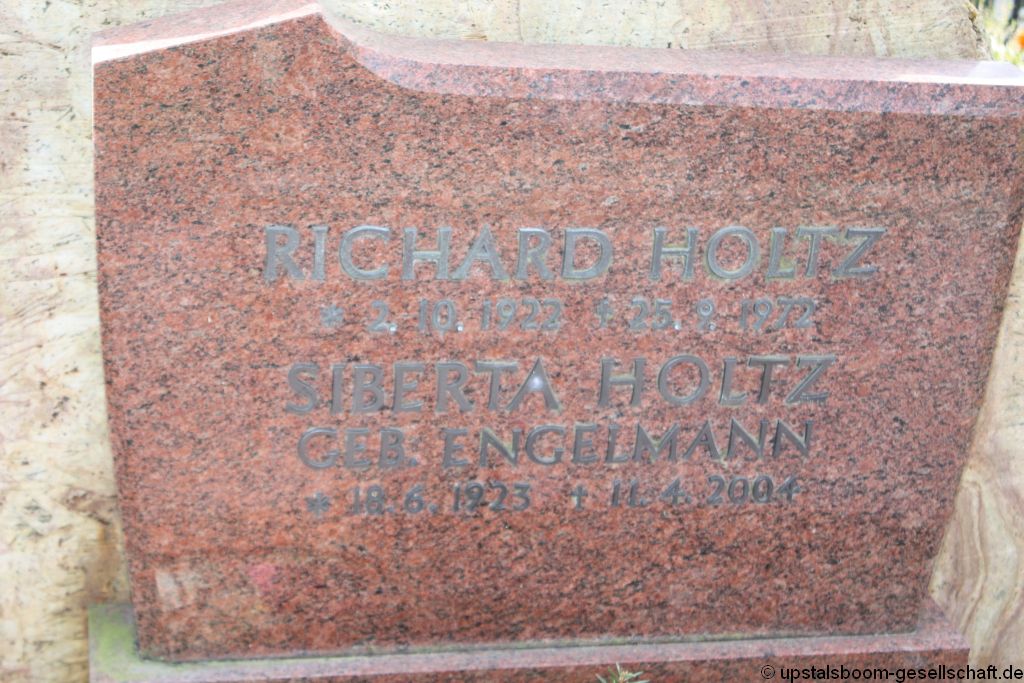 RICHARD HOLTZ
* 2. 10. 1922 † 25. 9. 1972
SIBERTA HOLTZ
GEB. ENGELMANN
* 18. 6. 1923 † 11. 4. 2004
© upstalsboom-gesellschaft.de